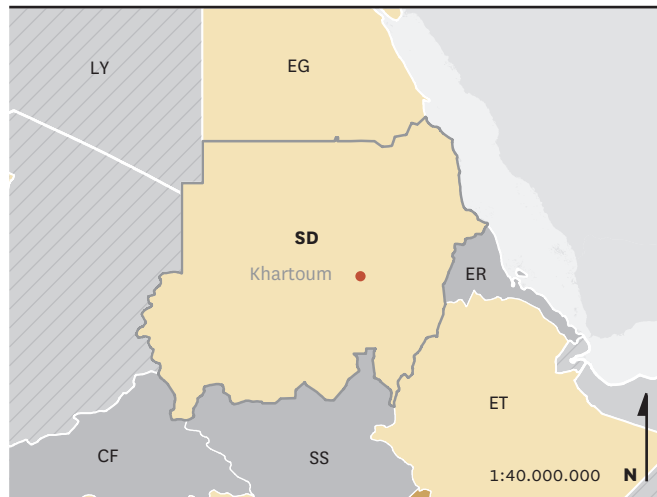 LY
EG
SD
Khartoum
ER
ET
CF
SS
1:40.000.000 N